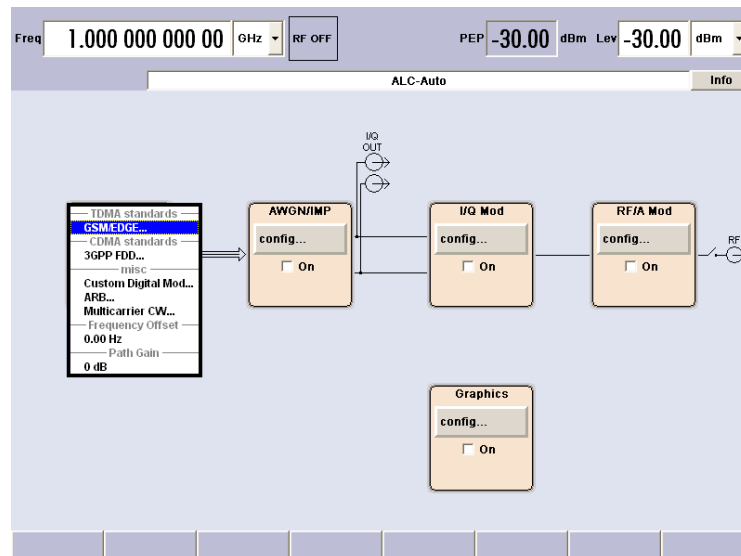 Freq 1.000 000 000 00 GHz RF OFF PEP -30.00 dBm Lev -30.00 dBm
ALC-Auto Info
I/Q
OUT
TDMA standards
GSM/EDGE...
CDMA standards
3GPP FDD...
misc
Custom Digital Mod...
ARB...
Multicarrier CW...
Frequency Offset
0.00 Hz
Path Gain
0 dB
AWGN/IMP
config...
On
I/Q Mod
config...
On
RF/A Mod
config...
On
RF
Graphics
config...
On